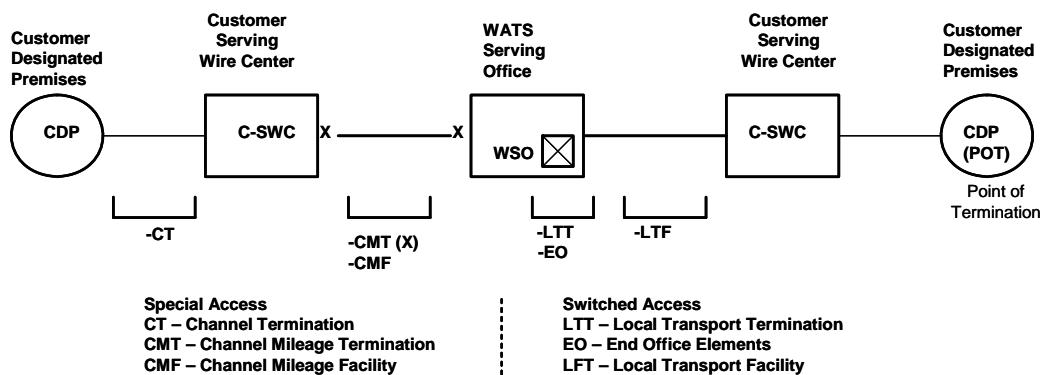 Customer
Designated
Premises
Customer
Serving
Wire Center
WATS
Serving
Office
Customer
Serving
Wire Center
Customer
Designated
Premises
CDP
C-SWC
X
X
WSO
C-SWC
CDP
(POT)
Point of
Termination
-CT
-CMT (X)
-CMF
-LTT
-EO
-LTF
Special Access
CT – Channel Termination
CMT – Channel Mileage Termination
CMF – Channel Mileage Facility
Switched Access
LTT – Local Transport Termination
EO – End Office Elements
LFT – Local Transport Facility